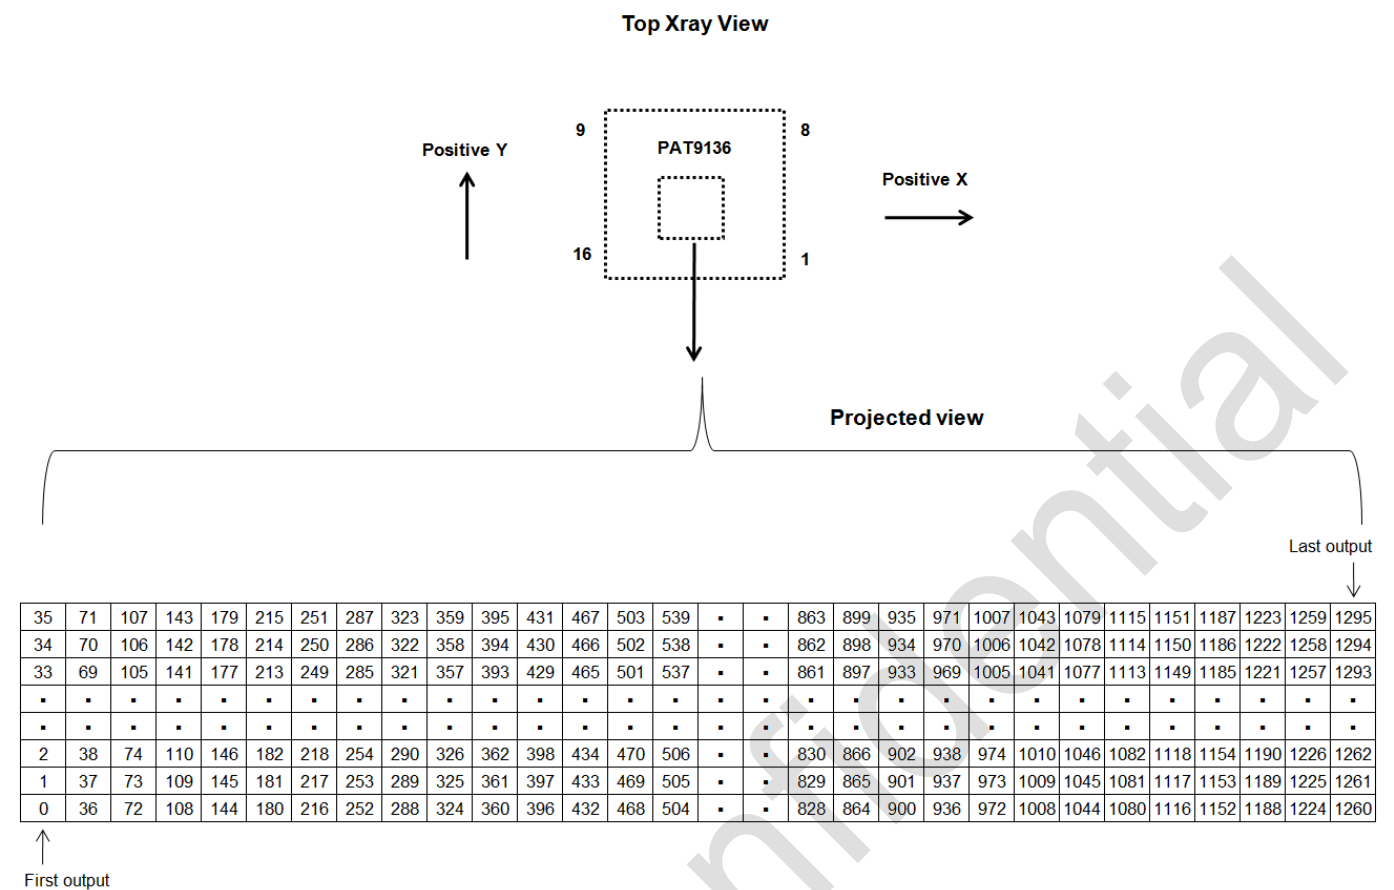 Top Xray View
9
8
PAT9136
Positive Y
Positive X
16
1
Projected view
Last output
35 71 107 143 179 215 251 287 323 359 395 431 467 503 539 ▪ ▪ 863 899 935 971 1007 1043 1079 1115 1151 1187 1223 1259 1295
34 70 106 142 178 214 250 286 322 358 394 430 466 502 538 ▪ ▪ 862 898 934 970 1006 1042 1078 1114 1150 1186 1222 1258 1294
33 69 105 141 177 213 249 285 321 357 393 429 465 501 537 ▪ ▪ 861 897 933 969 1005 1041 1077 1113 1149 1185 1221 1257 1293
▪ ▪ ▪ ▪ ▪ ▪ ▪ ▪ ▪ ▪ ▪ ▪ ▪ ▪ ▪ ▪ ▪ ▪ ▪ ▪ ▪ ▪ ▪ ▪ ▪ ▪ ▪ ▪ ▪ ▪
▪ ▪ ▪ ▪ ▪ ▪ ▪ ▪ ▪ ▪ ▪ ▪ ▪ ▪ ▪ ▪ ▪ ▪ ▪ ▪ ▪ ▪ ▪ ▪ ▪ ▪ ▪ ▪ ▪ ▪
2 38 74 110 146 182 218 254 290 326 362 398 434 470 506 ▪ ▪ 830 866 902 938 974 1010 1046 1082 1118 1154 1190 1226 1262
1 37 73 109 145 181 217 253 289 325 361 397 433 469 505 ▪ ▪ 829 865 901 937 973 1009 1045 1081 1117 1153 1189 1225 1261
0 36 72 108 144 180 216 252 288 324 360 396 432 468 504 ▪ ▪ 828 864 900 936 972 1008 1044 1080 1116 1152 1188 1224 1260
First output
nfidential